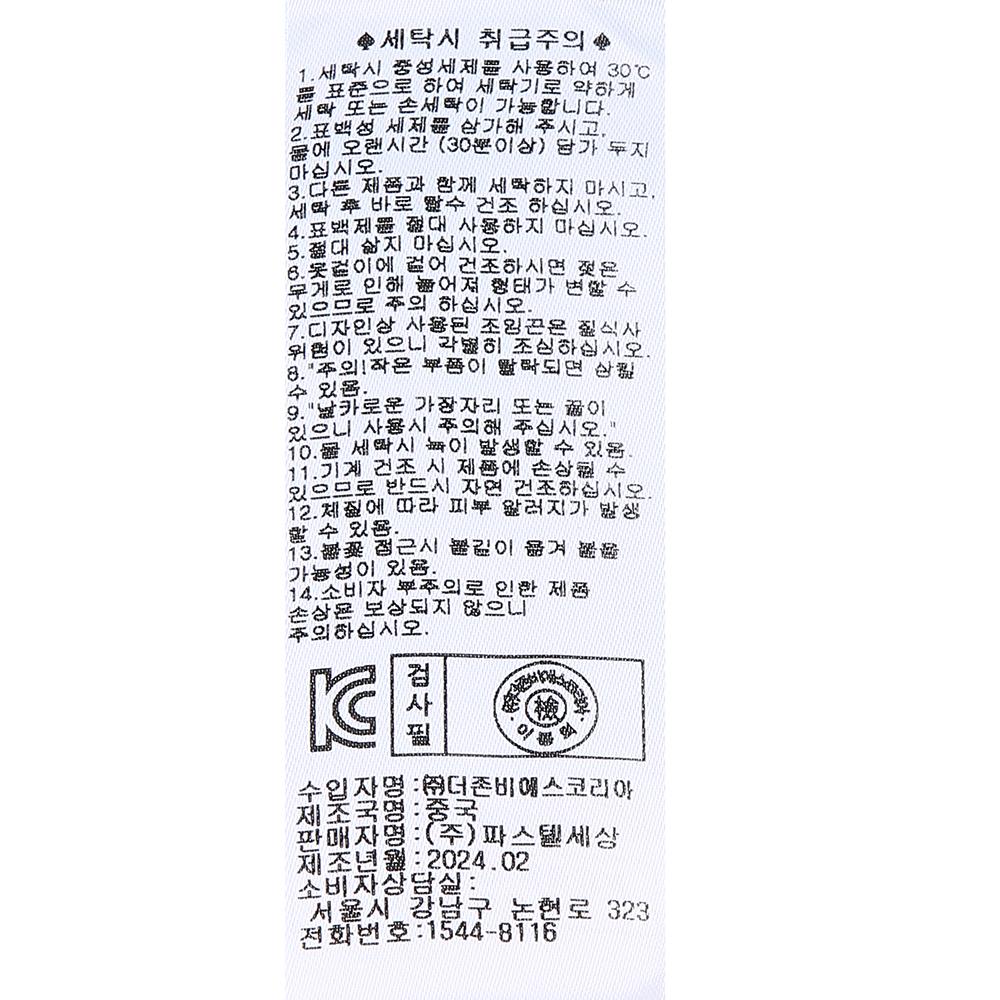 ♠세탁시 취급주의♠
1.세탁시 중성세제를 사용하여 30℃
를 표준으로 하여 세탁기로 약하게
세탁 또는 손세탁이 가능합니다.
2.표백성 세제를 삼가해 주시고,
물에 오랜시간 (30분이상) 담가 두지
마십시오.
3.다른 제품과 함께 세탁하지 마시고,
세탁 후 바로 탈수 건조 하십시오.
4.표백제를 절대 사용하지 마십시오.
5.절대 삶지 마십시오.
6.옷걸이에 걸어 건조하시면 젖은
무게로 인해 늘어져 형태가 변할 수
있으므로 주의 하십시오.
7.디자인상 사용된 조임끈은 질식사
위험이 있으니 각별히 조심하십시오.
8."주의!작은 부품이 탈락되면 삼킬
수 있음.
9."날카로운 가장자리 또는 끝이
있으니 사용시 주의해 주십시오."
10.물 세탁시 녹이 발생할 수 있음.
11.기계 건조 시 제품에 손상될 수
있으므로 반드시 자연 건조하십시오.
12.체질에 따라 피부 알러지가 발생
할 수 있음.
13.불꽃 접근시 불길이 옮겨 붙을
가능성이 있음.
14.소비자 부주의로 인한 제품
손상은 보상되지 않으니
주의하십시오.
KC
검사필
㈜더존비에스코리아
檢
수입자명:㈜더존비에스코리아
제조국명:중국
판매자명:(주)파스텔세상
제조년월:2024.02
소비자상담실:
서울시 강남구 논현로 323
전화번호:1544-8116